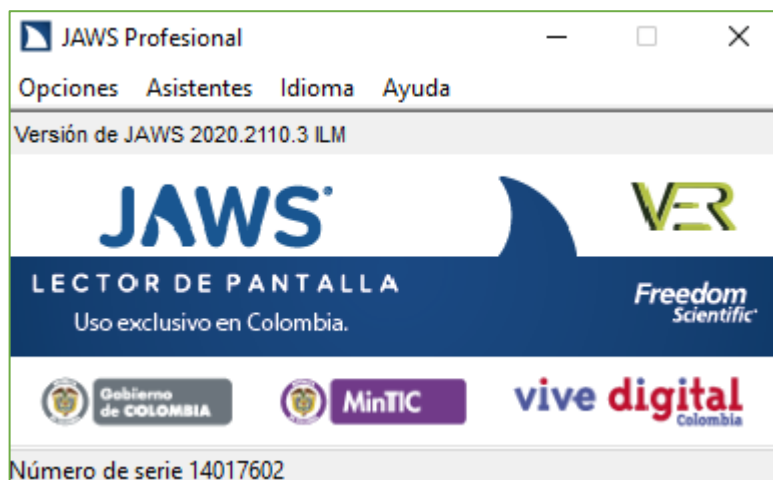 JAWS Profesional
Opciones Asistentes Idioma Ayuda
Versión de JAWS 2020.2110.3 ILM
JAWS®
VER
LECTOR DE PANTALLA
Uso exclusivo en Colombia.
Freedom
Scientific®
Gobierno
de COLOMBIA
MinTIC
vive digital
Colombia
Número de serie 14017602